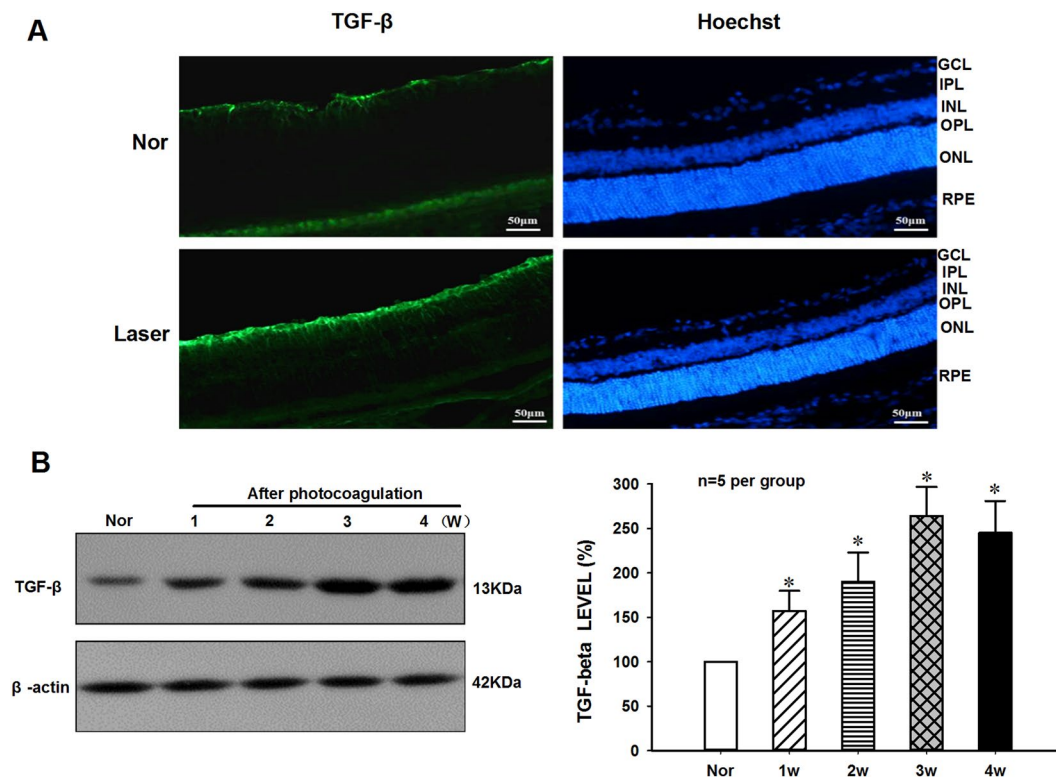 A
TGF-β Hoechst
Nor
GCL
IPL
INL
OPL
ONL
RPE
50μm 50μm
Laser
GCL
IPL
INL
OPL
ONL
RPE
50μm 50μm
B
After photocoagulation
Nor 1 2 3 4 (W)
TGF-β 13KDa
β -actin 42KDa
n=5 per group
TGF-beta LEVEL (%)
300
250
200
150
100
50
0
* * * *
Nor 1w 2w 3w 4w